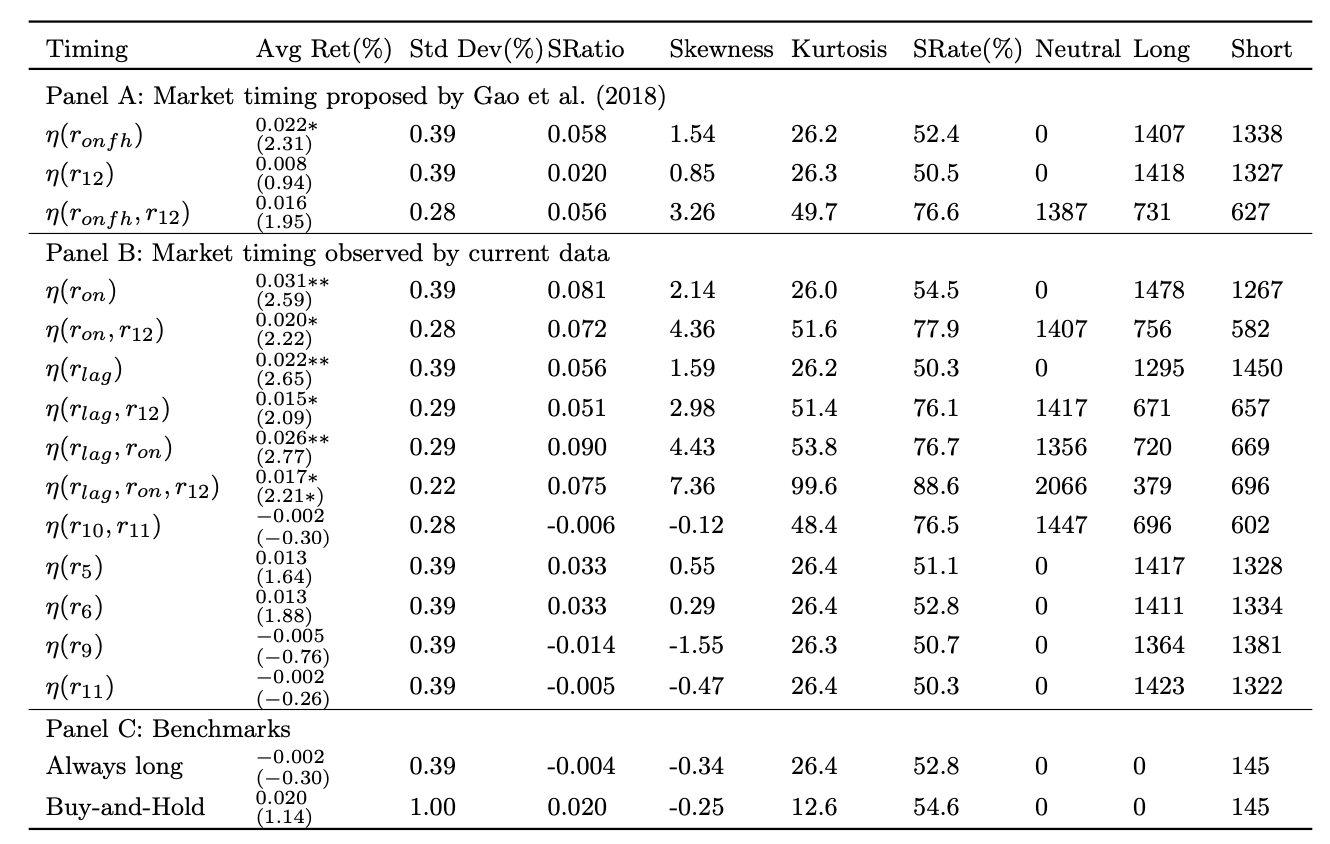 Timing Avg Ret(%) Std Dev(%) SRatio Skewness Kurtosis SRate(%) Neutral Long Short
Panel A: Market timing proposed by Gao et al. (2018)
η(r_{onfh}) 0.022* (2.31) 0.39 0.058 1.54 26.2 52.4 0 1407 1338
η(r_{12}) 0.008 (0.94) 0.39 0.020 0.85 26.3 50.5 0 1418 1327
η(r_{onfh}, r_{12}) 0.016 (1.95) 0.28 0.056 3.26 49.7 76.6 1387 731 627
Panel B: Market timing observed by current data
η(r_{on}) 0.031** (2.59) 0.39 0.081 2.14 26.0 54.5 0 1478 1267
η(r_{on}, r_{12}) 0.020* (2.22) 0.28 0.072 4.36 51.6 77.9 1407 756 582
η(r_{lag}) 0.022** (2.65) 0.39 0.056 1.59 26.2 50.3 0 1295 1450
η(r_{lag}, r_{12}) 0.015* (2.09) 0.29 0.051 2.98 51.4 76.1 1417 671 657
η(r_{lag}, r_{on}) 0.026** (2.77) 0.29 0.090 4.43 53.8 76.7 1356 720 669
η(r_{lag}, r_{on}, r_{12}) 0.017* (2.21*) 0.22 0.075 7.36 99.6 88.6 2066 379 696
η(r_{10}, r_{11}) −0.002 (−0.30) 0.28 -0.006 -0.12 48.4 76.5 1447 696 602
η(r_5) 0.013 (1.64) 0.39 0.033 0.55 26.4 51.1 0 1417 1328
η(r_6) 0.013 (1.88) 0.39 0.033 0.29 26.4 52.8 0 1411 1334
η(r_9) −0.005 (−0.76) 0.39 -0.014 -1.55 26.3 50.7 0 1364 1381
η(r_{11}) −0.002 (−0.26) 0.39 -0.005 -0.47 26.4 50.3 0 1423 1322
Panel C: Benchmarks
Always long −0.002 (−0.30) 0.39 -0.004 -0.34 26.4 52.8 0 0 145
Buy-and-Hold 0.020 (1.14) 1.00 0.020 -0.25 12.6 54.6 0 0 145